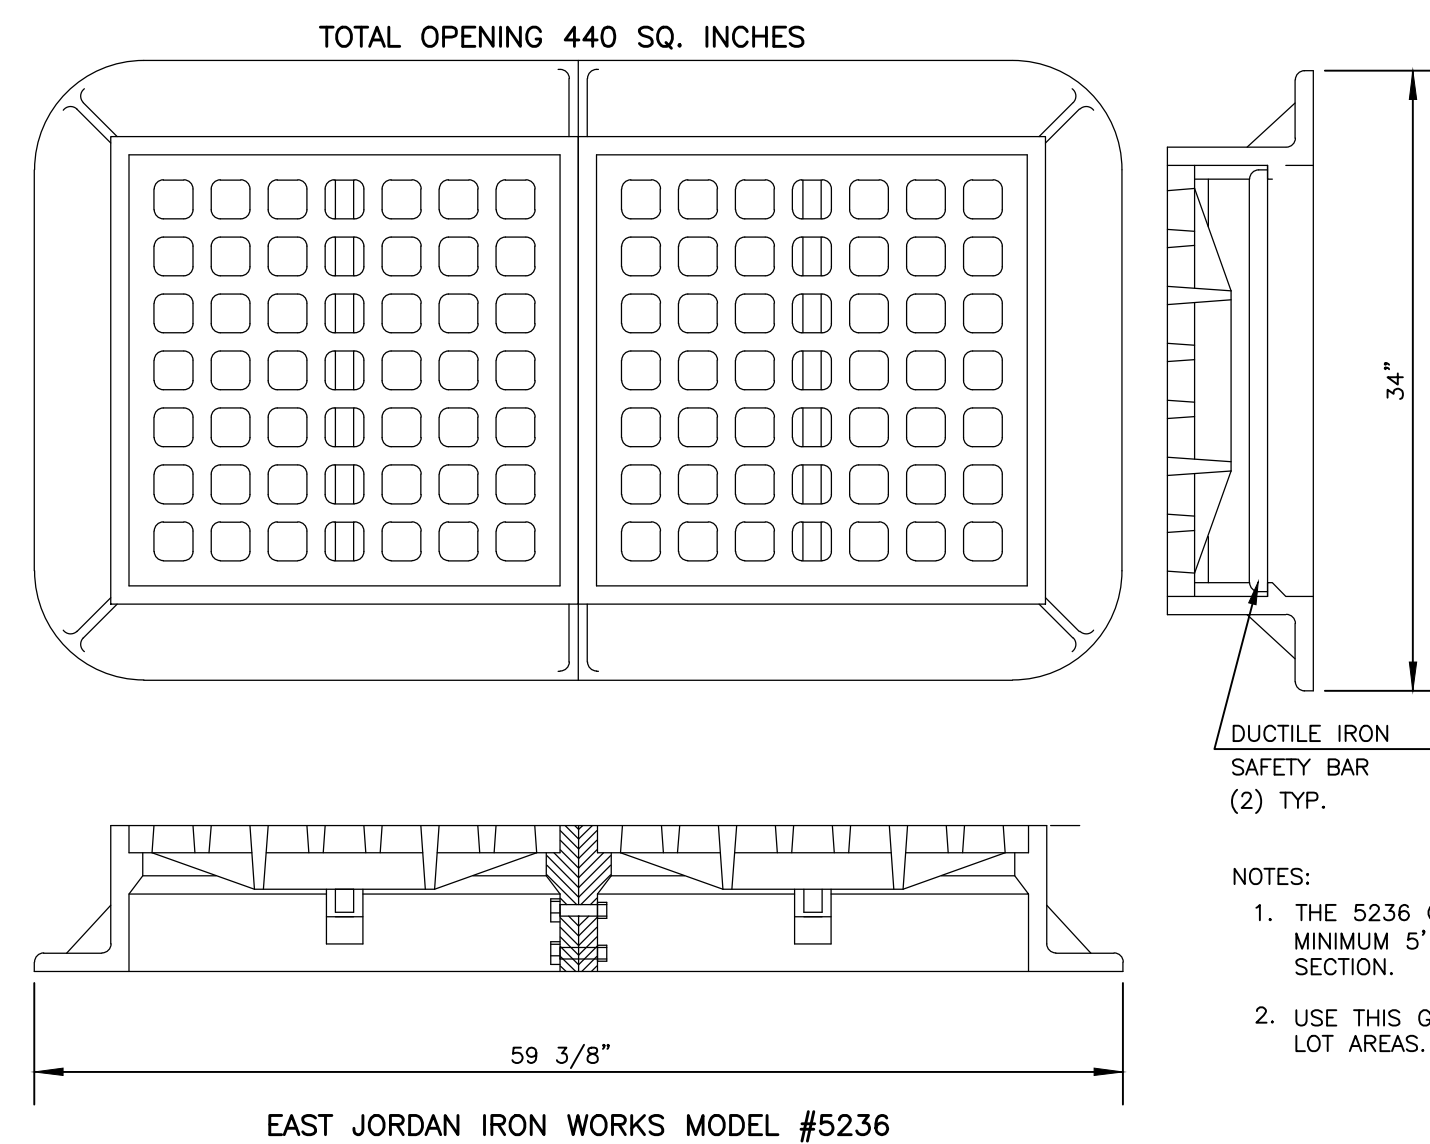 TOTAL OPENING 440 SQ. INCHES
34"
DUCTILE IRON
SAFETY BAR
(2) TYP.
NOTES:
1. THE 5236
MINIMUM 5'
SECTION.
2. USE THIS
LOT AREAS.
59 3/8"
EAST JORDAN IRON WORKS MODEL #5236